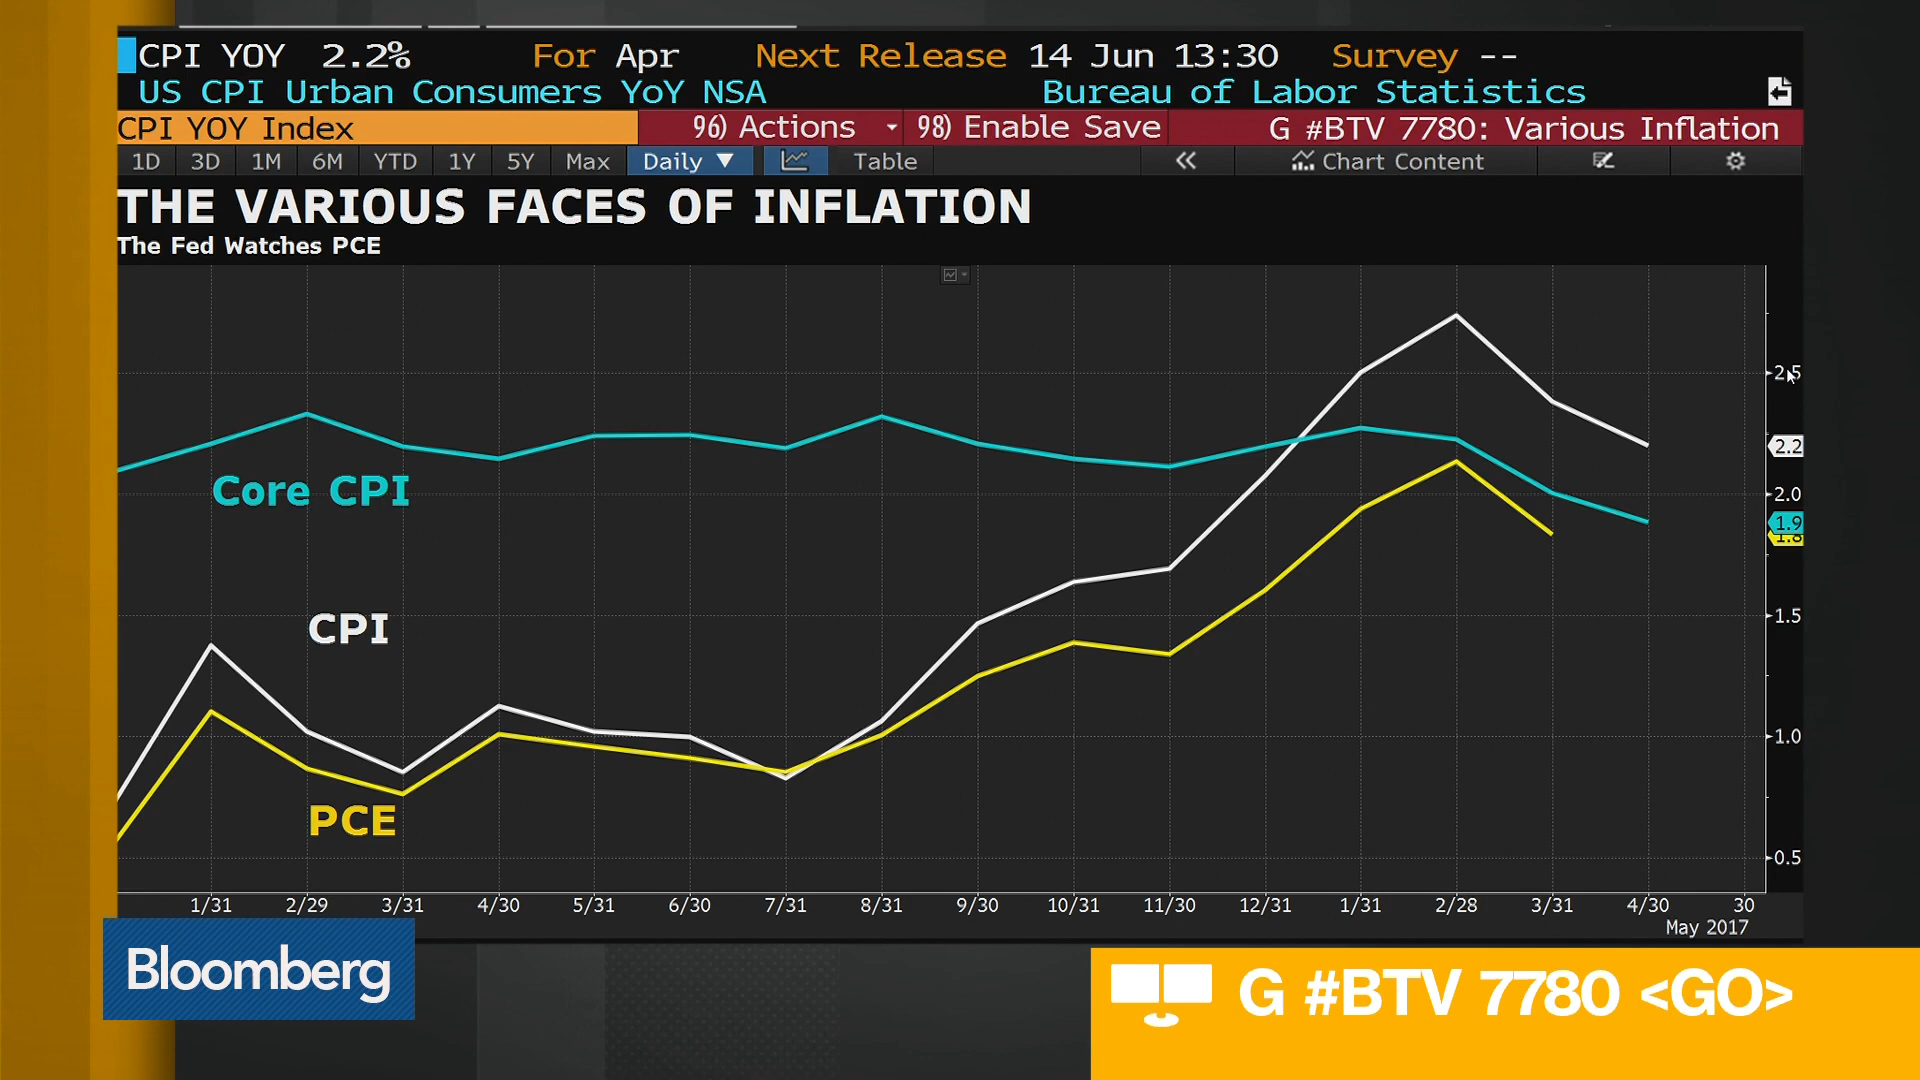 CPI YOY 2.2% For Apr Next Release 14 Jun 13:30 Survey --
US CPI Urban Consumers YoY NSA Bureau of Labor Statistics
CPI YOY Index 96) Actions 98) Enable Save G #BTV 7780: Various Inflation
1D 3D 1M 6M YTD 1Y 5Y Max Daily ▼ Table « Chart Content
THE VARIOUS FACES OF INFLATION
The Fed Watches PCE
2.5
2.2
Core CPI
2.0
1.9
1.8
CPI
1.5
1.0
PCE
0.5
1/31 2/29 3/31 4/30 5/31 6/30 7/31 8/31 9/30 10/31 11/30 12/31 1/31 2/28 3/31 4/30 30
May 2017
Bloomberg
G #BTV 7780 <GO>